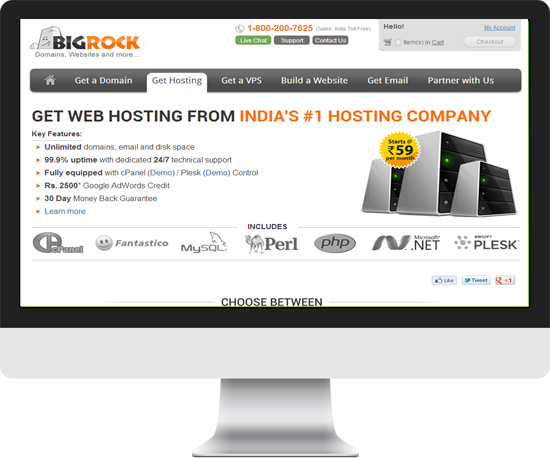 BIGROCK
Domains, Websites and more...
1-800-200-7625 (Sales: India Toll Free)
Live Chat Support Contact Us
Hello! My Account
Item(s) in Cart Checkout
Get a Domain Get Hosting Get a VPS Build a Website Get Email Partner with Us
GET WEB HOSTING FROM INDIA'S #1 HOSTING COMPANY
Key Features:
Unlimited domains, email and disk space
99.9% uptime with dedicated 24/7 technical support
Fully equipped with cPanel (Demo) / Plesk (Demo) Control
Rs. 2500* Google AdWords Credit
30 Day Money Back Guarantee
Learn more
Starts @
₹59
per month
INCLUDES
cPanel Fantastico MySQL Perl php Microsoft .NET PLESK
Like Tweet +1
CHOOSE BETWEEN